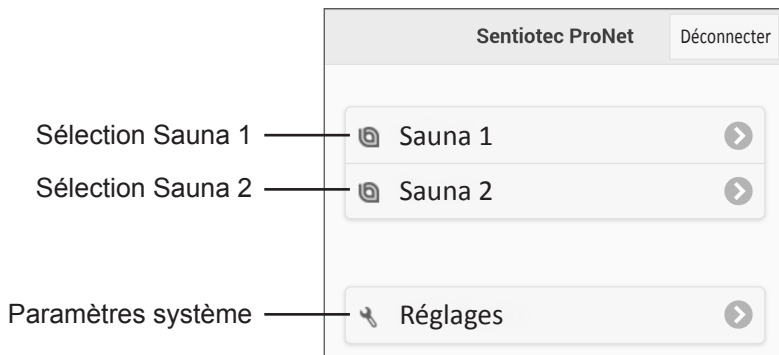 Sentiotec ProNet Déconnecter
Sélection Sauna 1 Sauna 1
Sélection Sauna 2 Sauna 2
Paramètres système Réglages